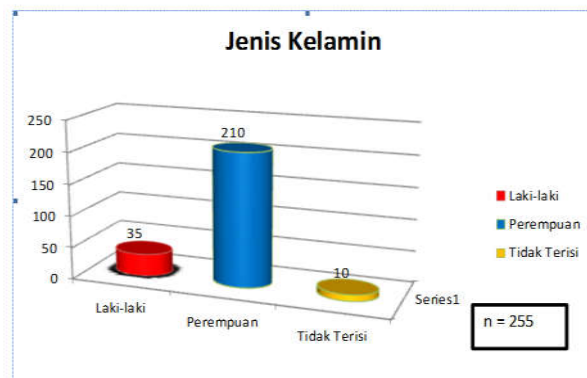 Jenis Kelamin
250
200
150
100
50
0
35
210
10
Laki-laki
Perempuan
Tidak Terisi
Series1
Laki-laki
Perempuan
Tidak Terisi
n = 255